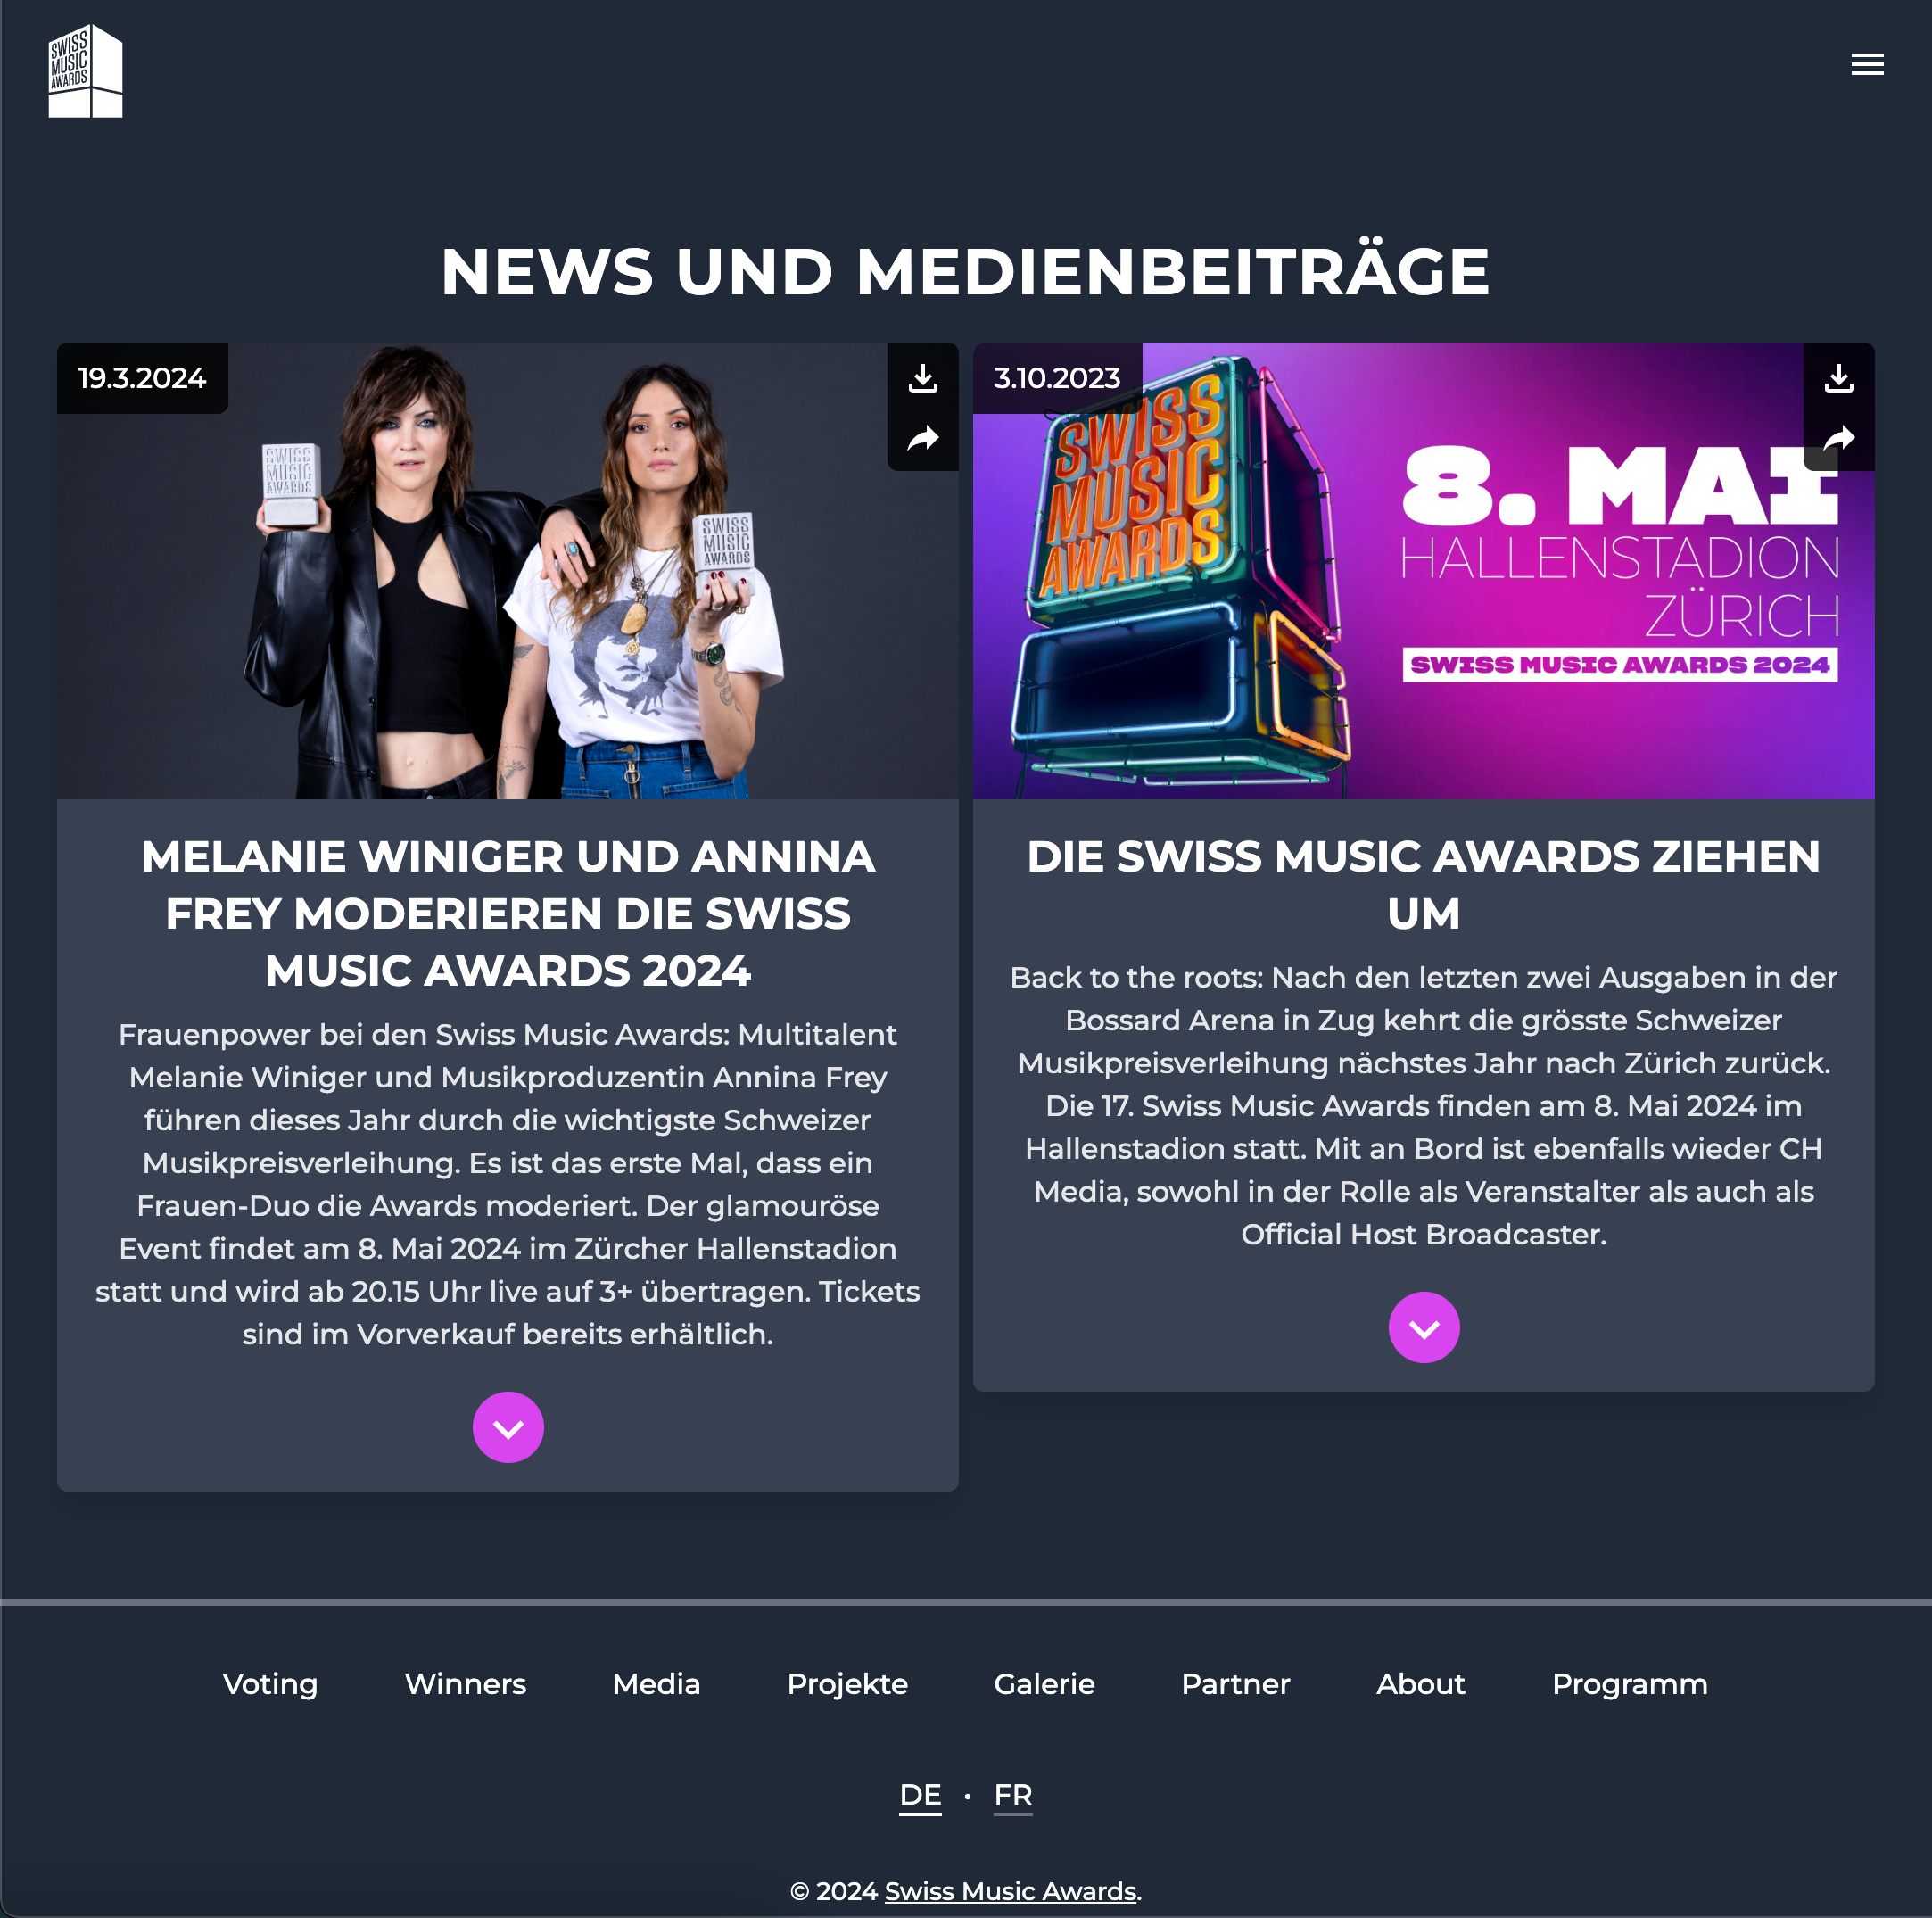 SWISS
MUSIC
AWARDS
NEWS UND MEDIENBEITRÄGE
19.3.2024
SWISS
MUSIC
AWARDS
SWISS
MUSIC
AWARDS
MELANIE WINIGER UND ANNINA
FREY MODERIEREN DIE SWISS
MUSIC AWARDS 2024
Frauenpower bei den Swiss Music Awards: Multitalent
Melanie Winiger und Musikproduzentin Annina Frey
führen dieses Jahr durch die wichtigste Schweizer
Musikpreisverleihung. Es ist das erste Mal, dass ein
Frauen-Duo die Awards moderiert. Der glamouröse
Event findet am 8. Mai 2024 im Zürcher Hallenstadion
statt und wird ab 20.15 Uhr live auf 3+ übertragen. Tickets
sind im Vorverkauf bereits erhältlich.
3.10.2023
SWISS
MUSIC
AWARDS
8. MAI
HALLENSTADION
ZÜRICH
SWISS MUSIC AWARDS 2024
DIE SWISS MUSIC AWARDS ZIEHEN
UM
Back to the roots: Nach den letzten zwei Ausgaben in der
Bossard Arena in Zug kehrt die grösste Schweizer
Musikpreisverleihung nächstes Jahr nach Zürich zurück.
Die 17. Swiss Music Awards finden am 8. Mai 2024 im
Hallenstadion statt. Mit an Bord ist ebenfalls wieder CH
Media, sowohl in der Rolle als Veranstalter als auch als
Official Host Broadcaster.
Voting Winners Media Projekte Galerie Partner About Programm
DE · FR
© 2024 Swiss Music Awards.